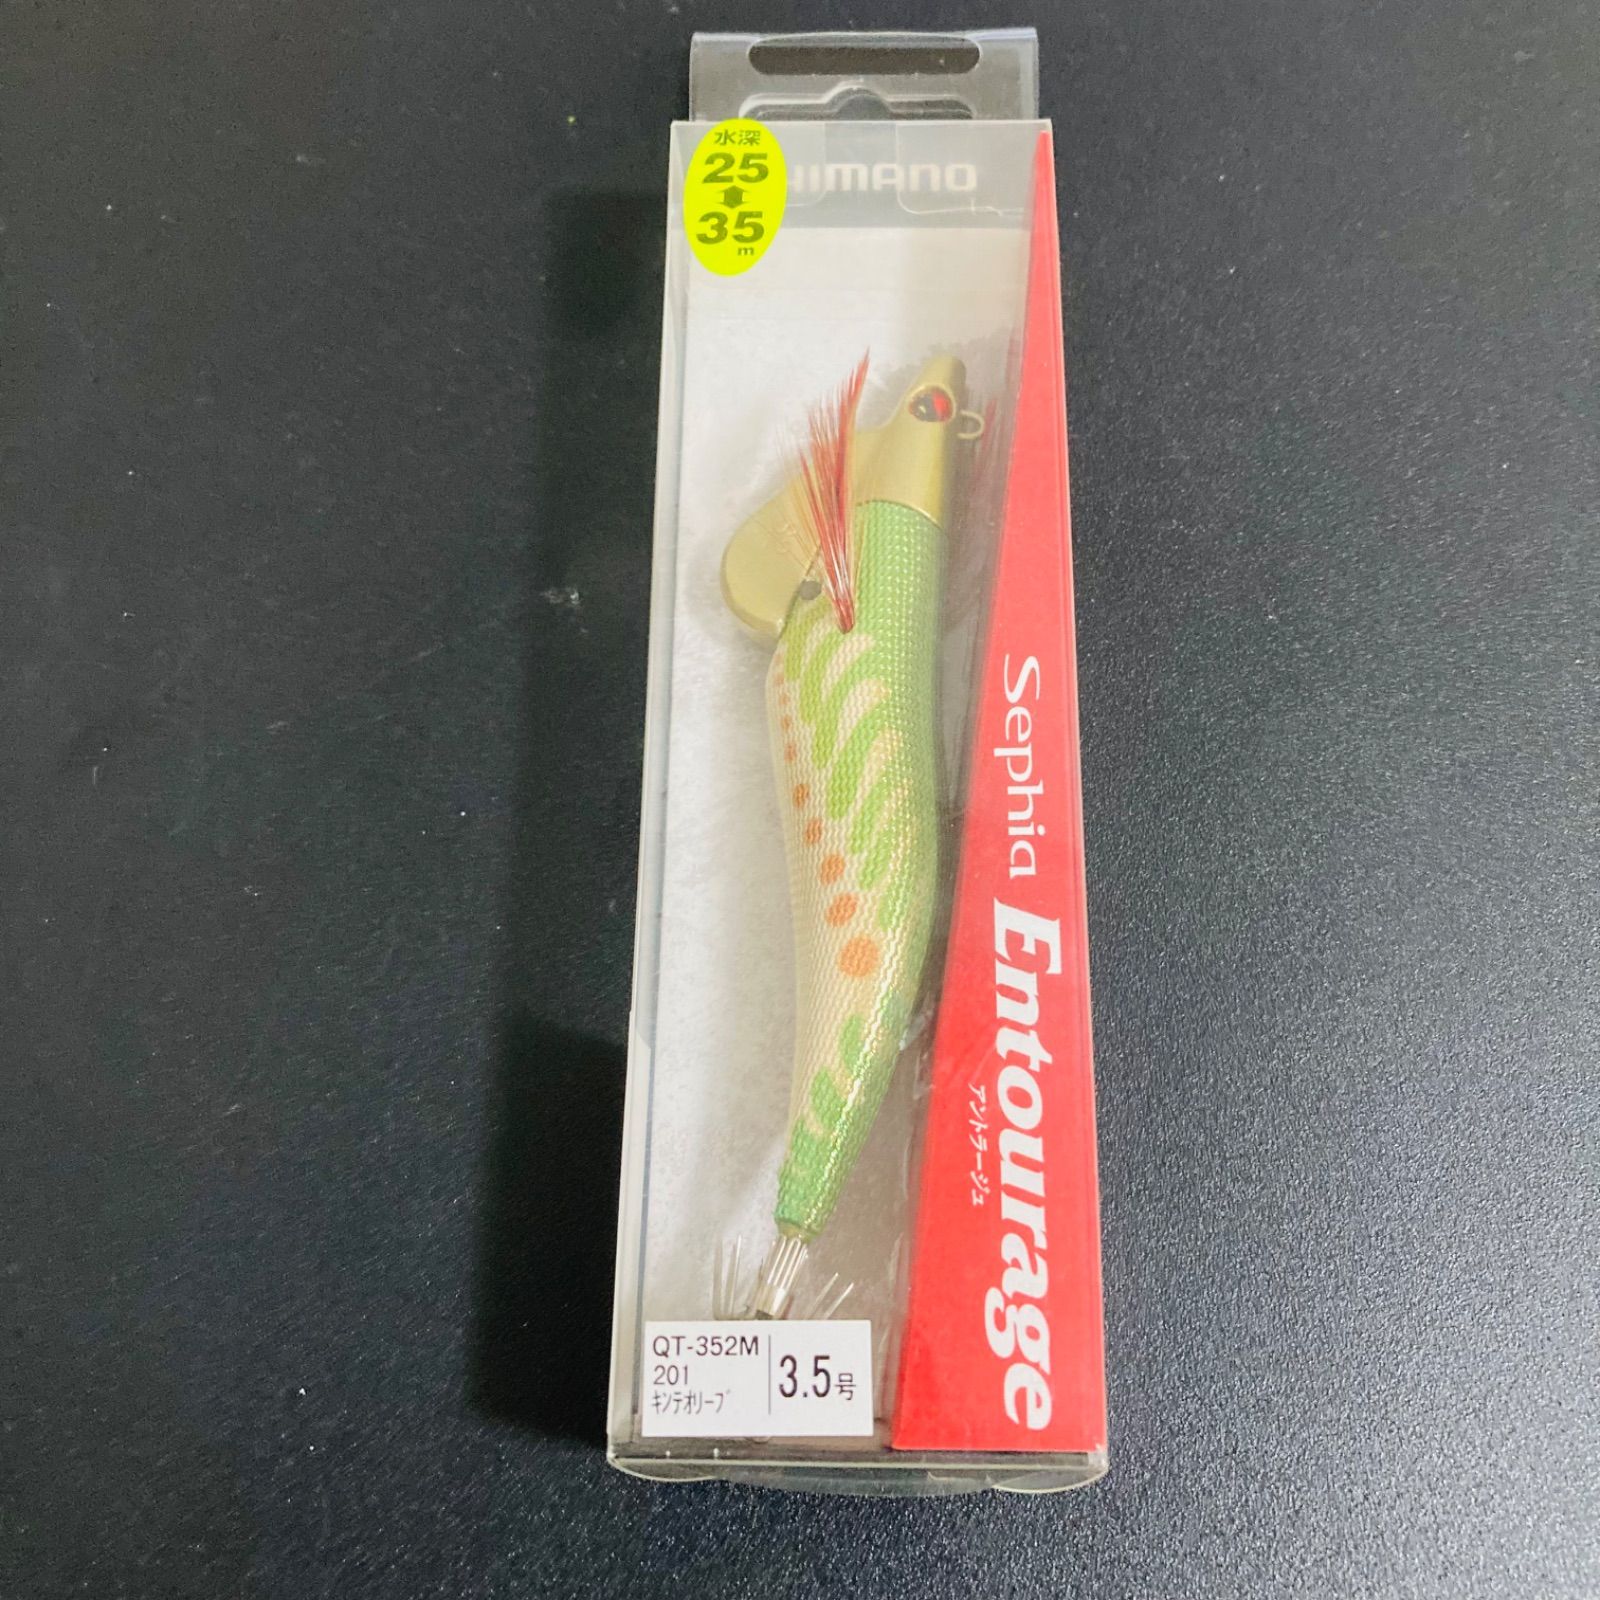 水深
25
35
m
SHIMANO
Sephia Entourage
アントラージュ
QT-352M
201
ｷﾝﾃｵﾘｰﾌﾞ
3.5号